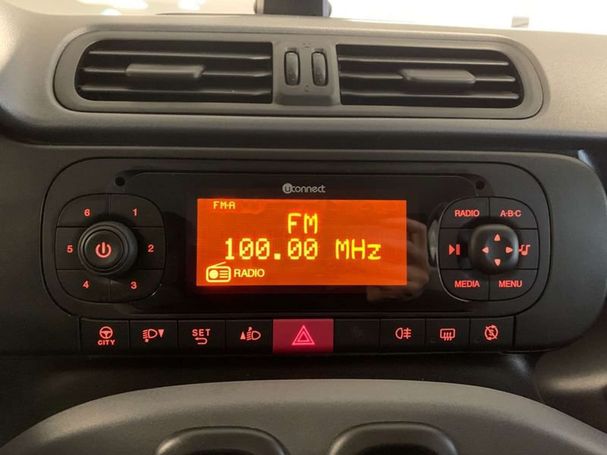 uconnect
FM-A
FM
100.00 MHz
RADIO
6 1
5 2
4 3
RADIO A·B·C
MEDIA MENU
CITY
SET